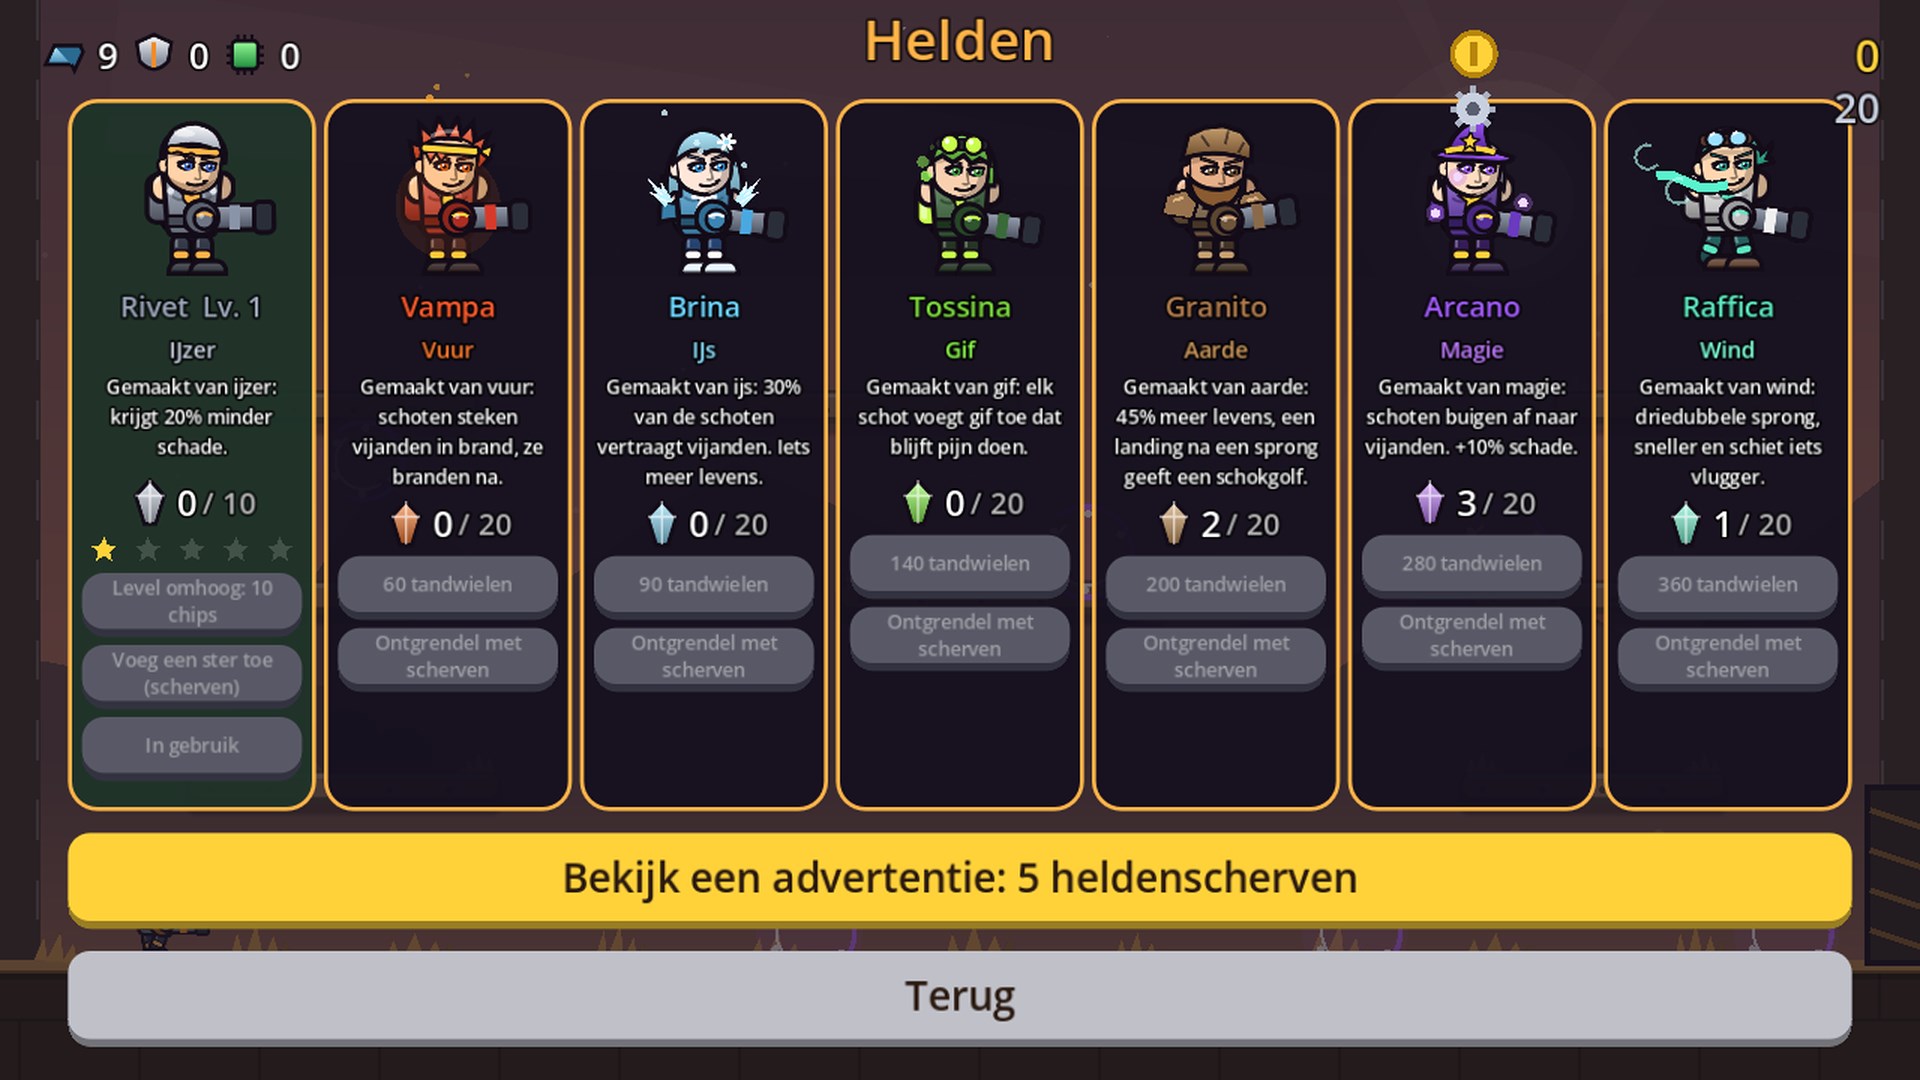 Helden
9 0 0
0
20
Rivet Lv. 1
IJzer
Gemaakt van ijzer:
krijgt 20% minder
schade.
0 / 10
Level omhoog: 10
chips
Voeg een ster toe
(scherven)
In gebruik
Vampa
Vuur
Gemaakt van vuur:
schoten steken
vijanden in brand, ze
branden na.
0 / 20
60 tandwielen
Ontgrendel met
scherven
Brina
IJs
Gemaakt van ijs: 30%
van de schoten
vertraagt vijanden. Iets
meer levens.
0 / 20
90 tandwielen
Ontgrendel met
scherven
Tossina
Gif
Gemaakt van gif: elk
schot voegt gif toe dat
blijft pijn doen.
0 / 20
140 tandwielen
Ontgrendel met
scherven
Granito
Aarde
Gemaakt van aarde:
45% meer levens, een
landing na een sprong
geeft een schokgolf.
2 / 20
200 tandwielen
Ontgrendel met
scherven
Arcano
Magie
Gemaakt van magie:
schoten buigen af naar
vijanden. +10% schade.
3 / 20
280 tandwielen
Ontgrendel met
scherven
Raffica
Wind
Gemaakt van wind:
driedubbele sprong,
sneller en schiet iets
vlugger.
1 / 20
360 tandwielen
Ontgrendel met
scherven
Bekijk een advertentie: 5 heldenscherven
Terug